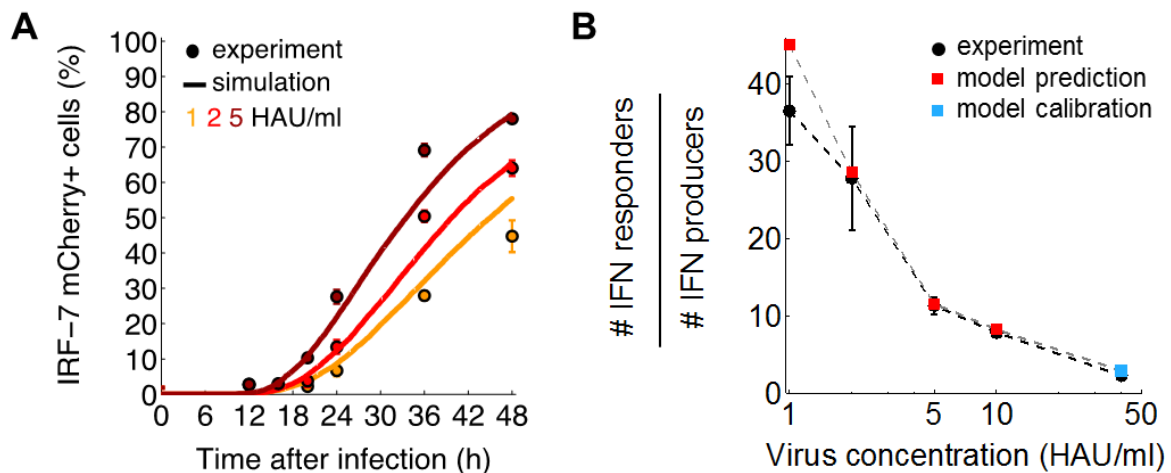 A
IRF-7 mCherry+ cells (%)
100
90
80
70
60
50
40
30
20
10
0
experiment
simulation
1 2 5 HAU/ml
0 6 12 18 24 30 36 42 48
Time after infection (h)
B
# IFN responders
# IFN producers
40
30
20
10
0
experiment
model prediction
model calibration
1 5 10 50
Virus concentration (HAU/ml)